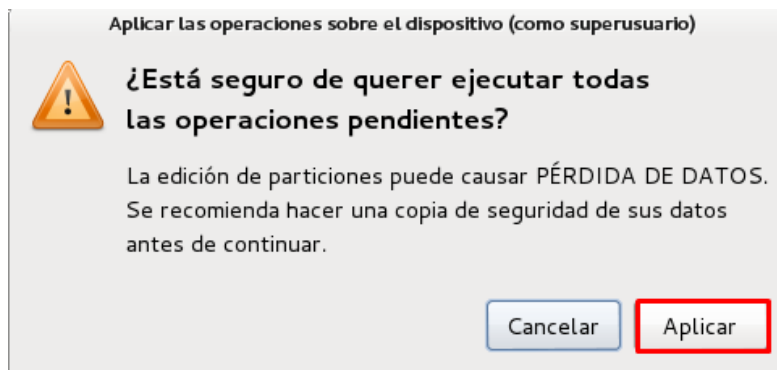 Aplicar las operaciones sobre el dispositivo (como superusuario)
¿Está seguro de querer ejecutar todas
las operaciones pendientes?
La edición de particiones puede causar PÉRDIDA DE DATOS.
Se recomienda hacer una copia de seguridad de sus datos
antes de continuar.
Cancelar
Aplicar